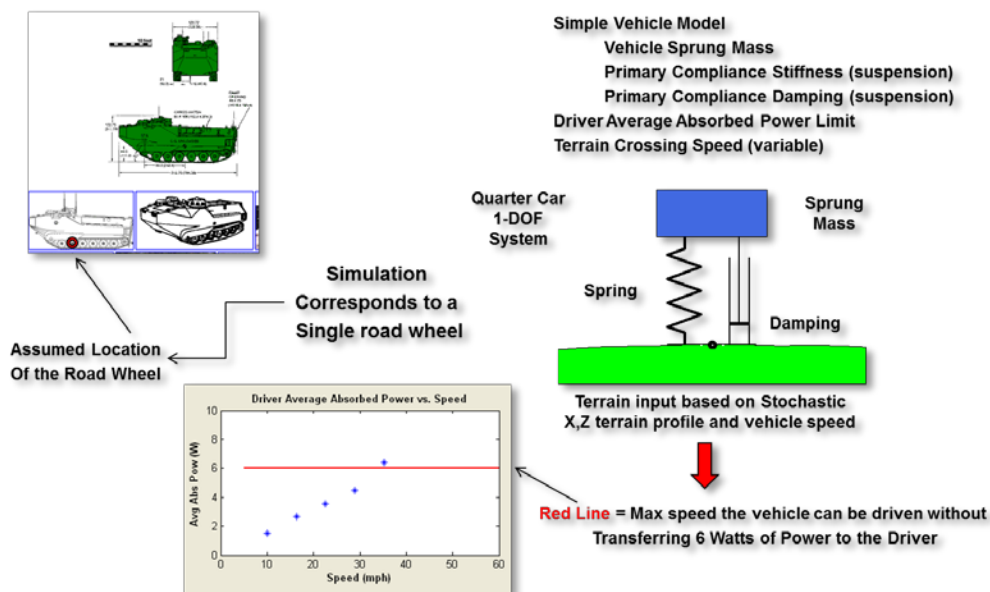 Simple Vehicle Model
Vehicle Sprung Mass
Primary Compliance Stiffness (suspension)
Primary Compliance Damping (suspension)
Driver Average Absorbed Power Limit
Terrain Crossing Speed (variable)
Quarter Car
1-DOF
System
Sprung
Mass
Spring
Damping
Simulation
Corresponds to a
Single road wheel
Assumed Location
Of the Road Wheel
Terrain input based on Stochastic
X,Z terrain profile and vehicle speed
Red Line = Max speed the vehicle can be driven without
Transferring 6 Watts of Power to the Driver
Driver Average Absorbed Power vs. Speed
Avg Abs Pow (W)
10
8
6
4
2
0
0
10
20
30
40
50
60
Speed (mph)